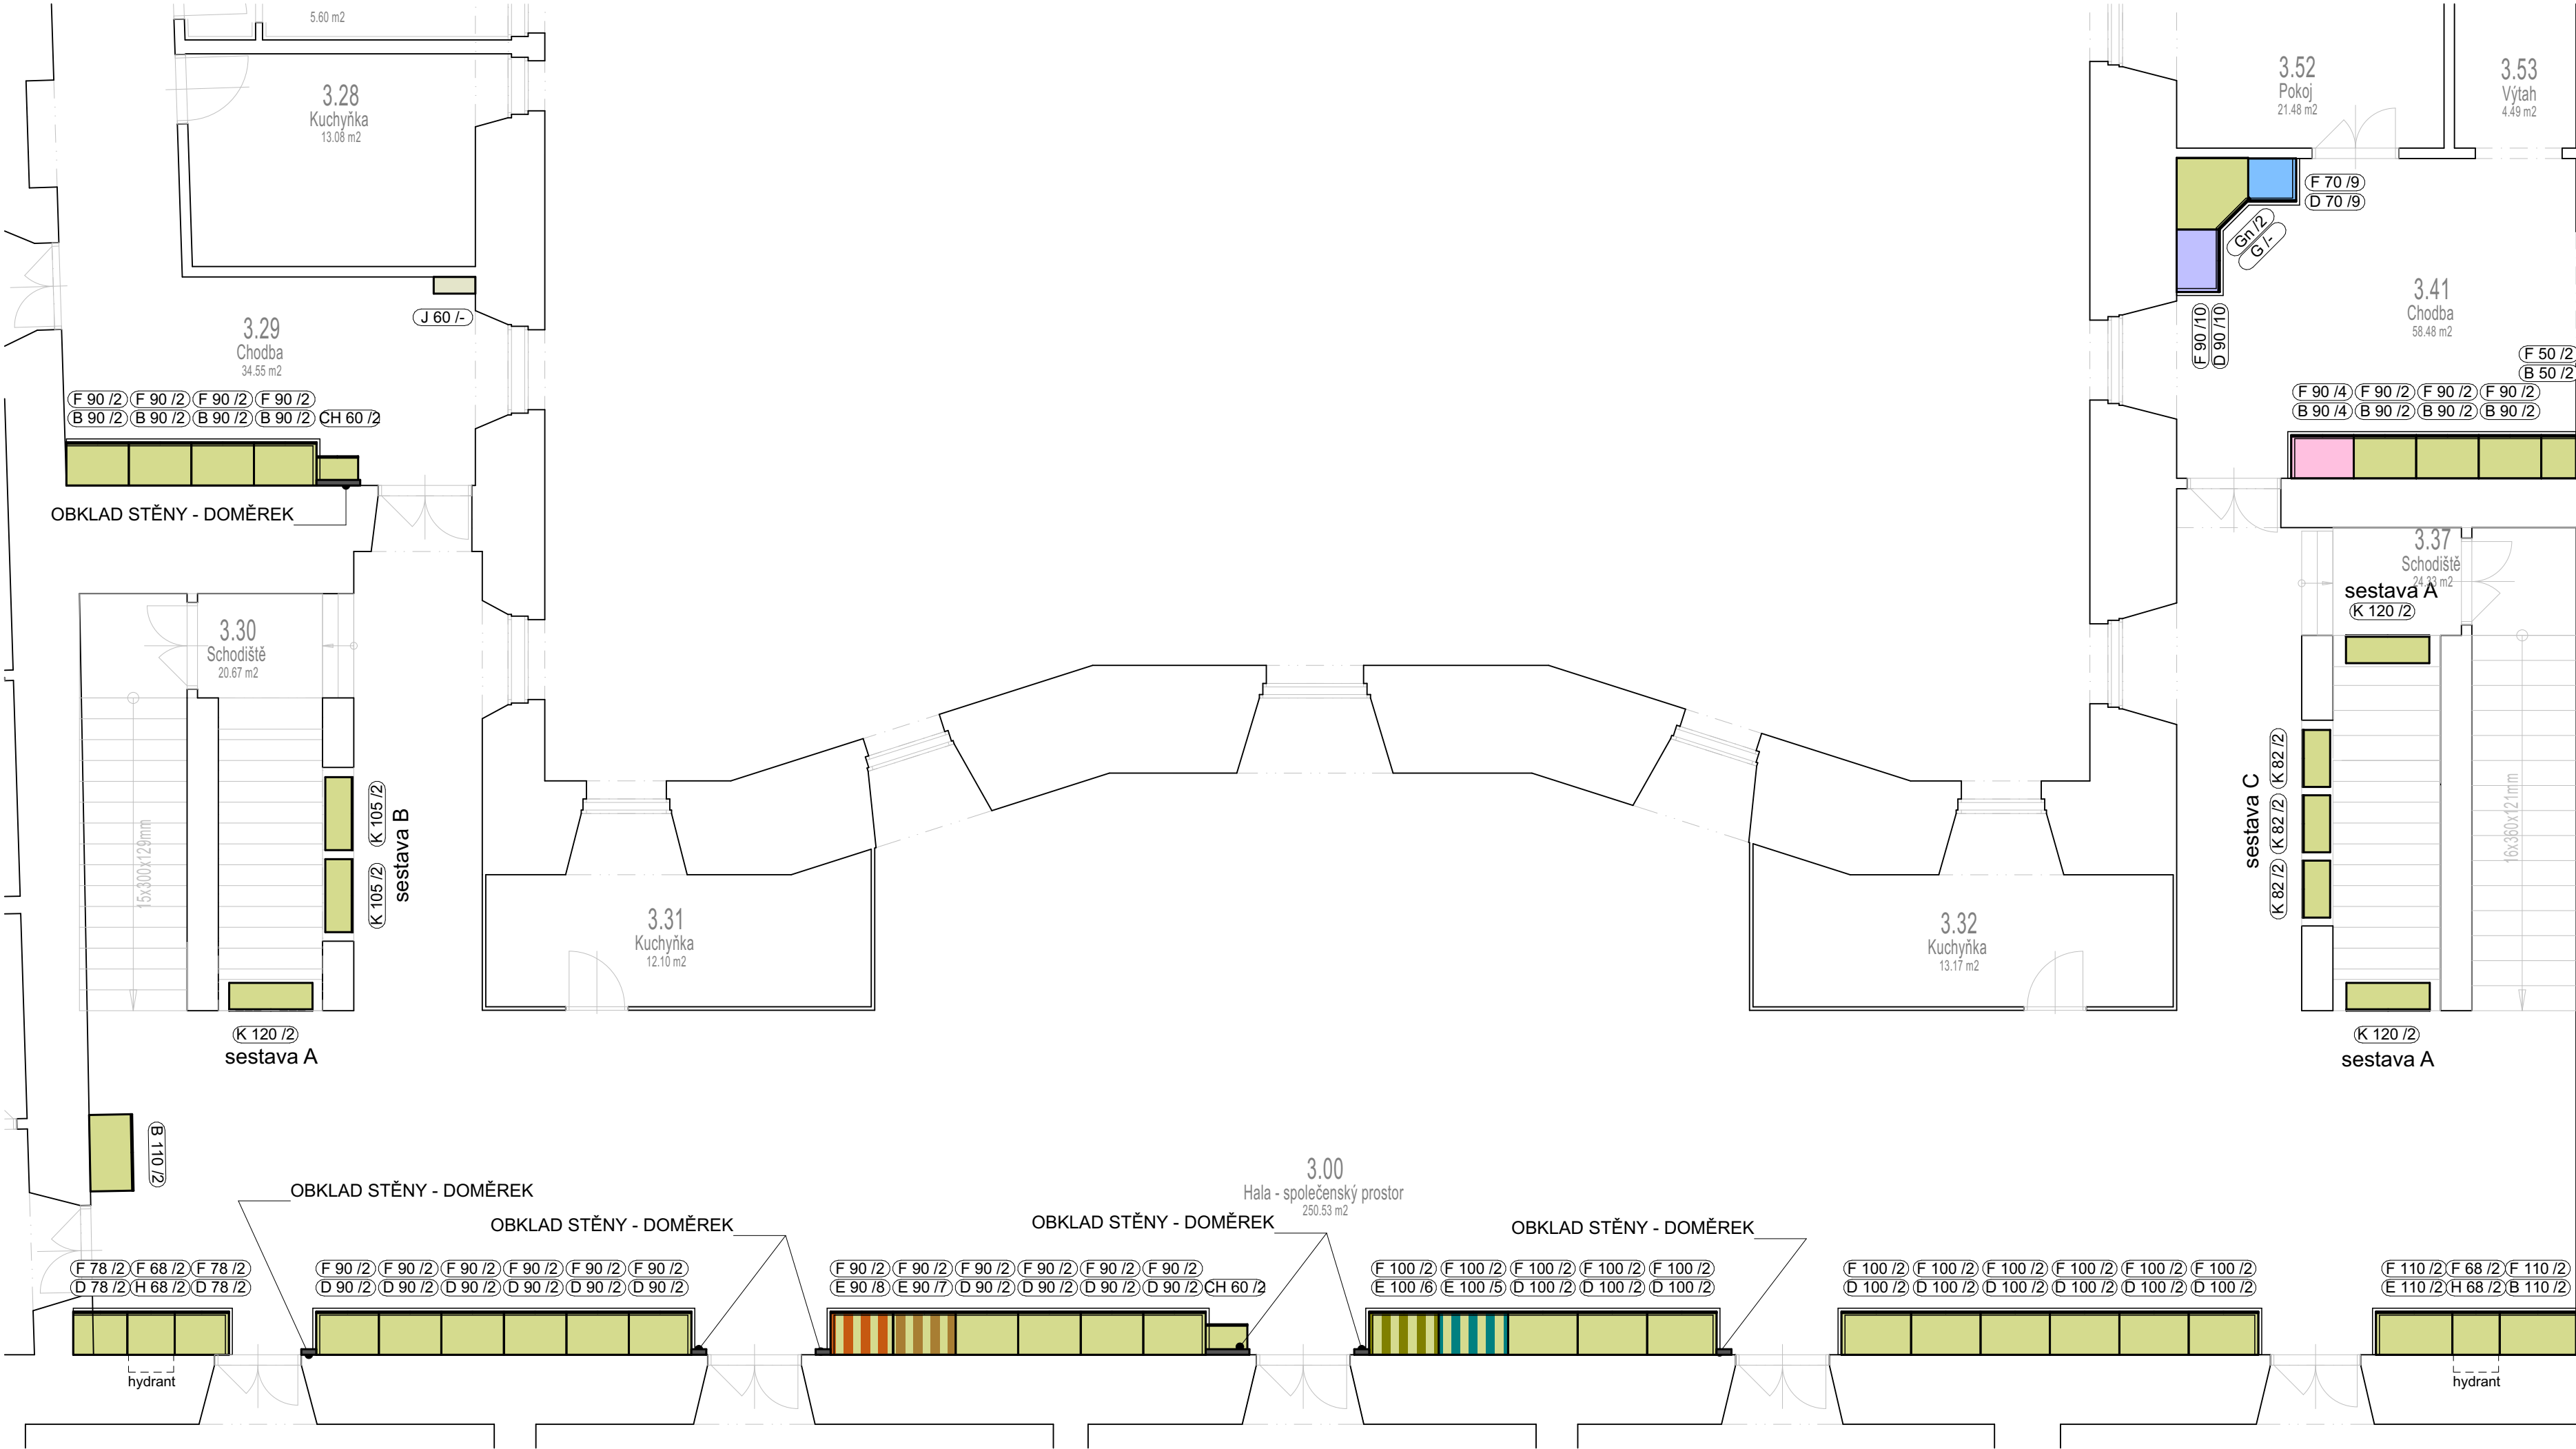 5.60 m2
3.28
Kuchyňka
13.08 m2
3.52
Pokoj
21.48 m2
3.53
Výtah
4.49 m2
F 70 /9
D 70 /9
Gn /2
G /-
F 90 /10
D 90 /10
3.29
Chodba
34.55 m2
J 60 /-
3.41
Chodba
58.48 m2
F 50 /2
B 50 /2
F 90 /2 F 90 /2 F 90 /2 F 90 /2
B 90 /2 B 90 /2 B 90 /2 B 90 /2 CH 60 /2
F 90 /4 F 90 /2 F 90 /2 F 90 /2
B 90 /4 B 90 /2 B 90 /2 B 90 /2
OBKLAD STĚNY - DOMĚREK
3.37
Schodiště
24.33 m2
sestava A
K 120 /2
3.30
Schodiště
20.67 m2
15x300x129mm
K 105 /2
K 105 /2
sestava B
K 82 /2
K 82 /2
K 82 /2
sestava C
16x360x121mm
3.31
Kuchyňka
12.10 m2
3.32
Kuchyňka
13.17 m2
K 120 /2
sestava A
K 120 /2
sestava A
B 110 /2
3.00
Hala - společenský prostor
250.53 m2
OBKLAD STĚNY - DOMĚREK
OBKLAD STĚNY - DOMĚREK
OBKLAD STĚNY - DOMĚREK
OBKLAD STĚNY - DOMĚREK
F 78 /2 F 68 /2 F 78 /2
D 78 /2 H 68 /2 D 78 /2
hydrant
F 90 /2 F 90 /2 F 90 /2 F 90 /2 F 90 /2 F 90 /2
D 90 /2 D 90 /2 D 90 /2 D 90 /2 D 90 /2 D 90 /2
F 90 /2 F 90 /2 F 90 /2 F 90 /2 F 90 /2 F 90 /2
E 90 /8 E 90 /7 D 90 /2 D 90 /2 D 90 /2 D 90 /2 CH 60 /2
F 100 /2 F 100 /2 F 100 /2 F 100 /2 F 100 /2
E 100 /6 E 100 /5 D 100 /2 D 100 /2 D 100 /2
F 100 /2 F 100 /2 F 100 /2 F 100 /2 F 100 /2 F 100 /2
D 100 /2 D 100 /2 D 100 /2 D 100 /2 D 100 /2 D 100 /2
F 110 /2 F 68 /2 F 110 /2
E 110 /2 H 68 /2 B 110 /2
hydrant